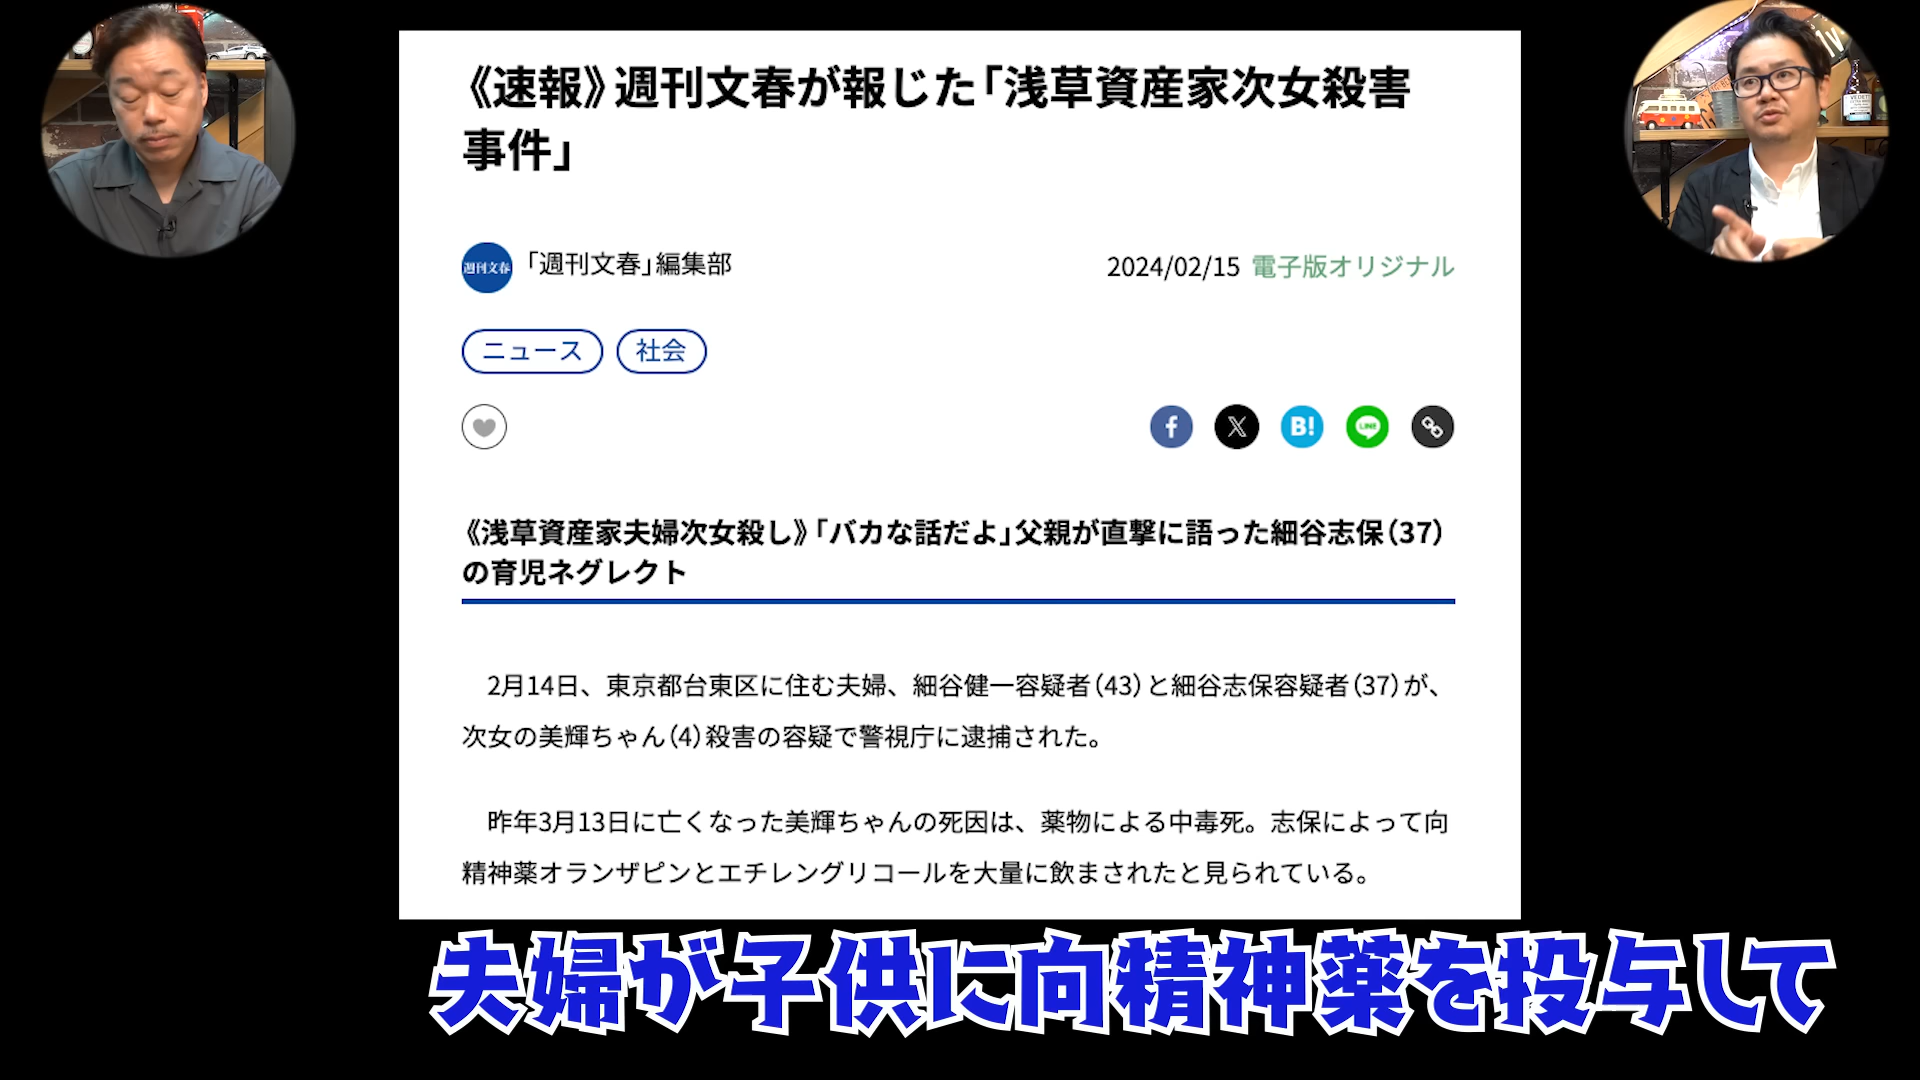 《速報》週刊文春が報じた「浅草資産家次女殺害
事件」
週刊文春
「週刊文春」編集部
2024/02/15 電子版オリジナル
ニュース 社会
f X B! LINE
《浅草資産家夫婦次女殺し》「バカな話だよ」父親が直撃に語った細谷志保（37）
の育児ネグレクト
2月14日、東京都台東区に住む夫婦、細谷健一容疑者（43）と細谷志保容疑者（37）が、
次女の美輝ちゃん（4）殺害の容疑で警視庁に逮捕された。
昨年3月13日に亡くなった美輝ちゃんの死因は、薬物による中毒死。志保によって向
精神薬オランザピンとエチレングリコールを大量に飲まされたと見られている。
夫婦が子供に向精神薬を投与して